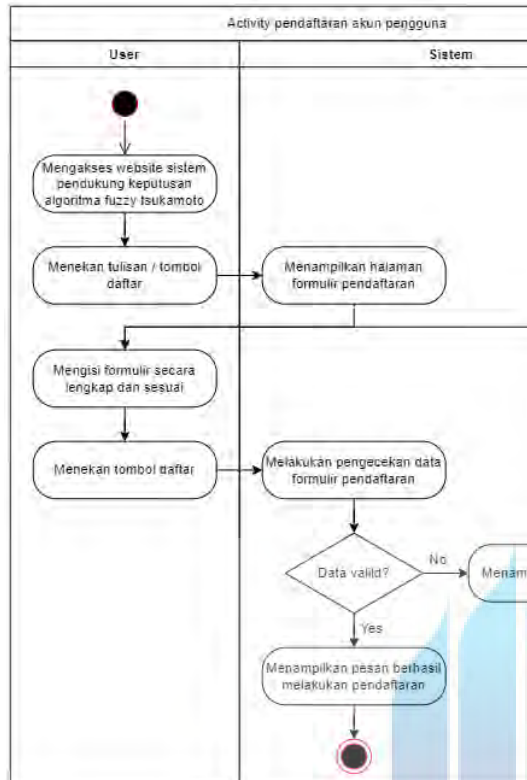 Activity pendaftaran akun pengguna
User
Sistem
Mengakses website sistem
pendukung keputusan
algoritma fuzzy tsukamoto
Menekan tulisan / tombol
daftar
Menampilkan halaman
formulir pendaftaran
Mengisi formulir secara
lengkap dan sesuai
Menekan tombol daftar
Melakukan pengecekan data
formulir pendaftaran
Data valild?
No
Menam
Yes
Menampilkan pesan berhasil
melakukan pendaftaran